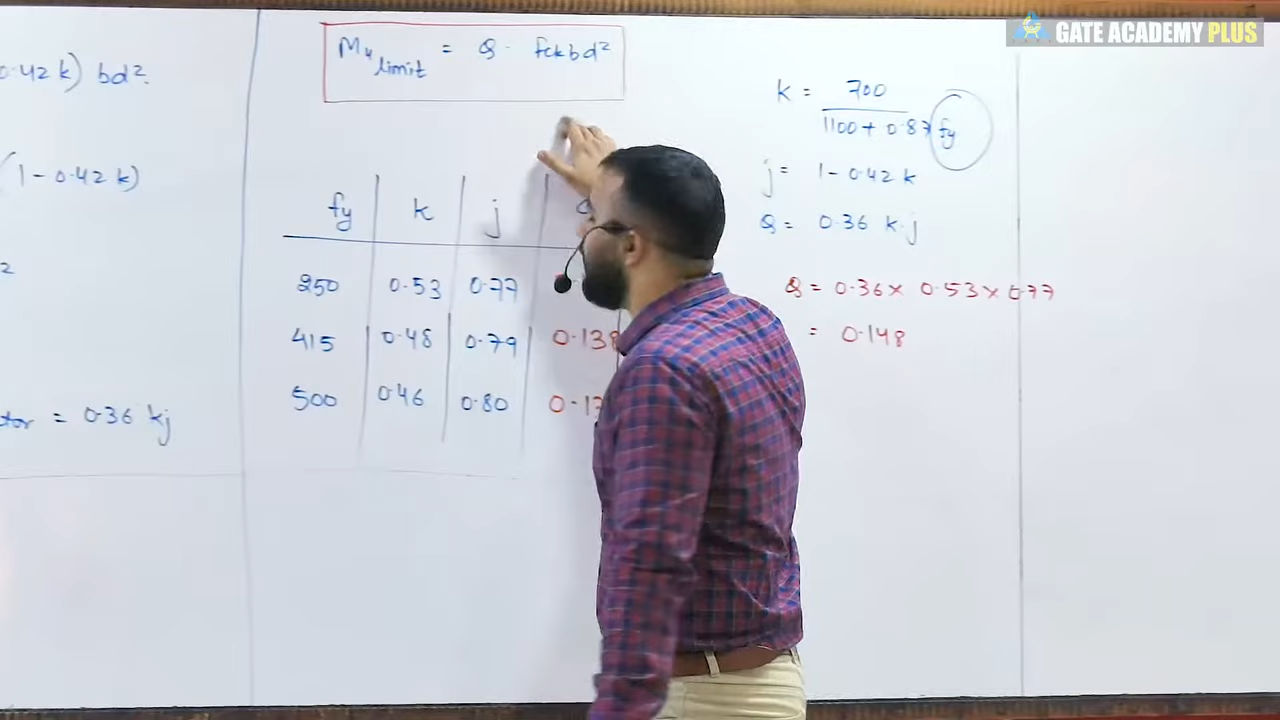 GATE ACADEMY PLUS
0.42 k) bd².
(1 - 0.42 k)
2
= 0.36 kj
Mu limit = Q. fck bd²
fy k j
250 0.53 0.77
415 0.48 0.79 0.138
500 0.46 0.80
k = 700 / 1100 + 0.87 fy
j = 1 - 0.42 k
Q = 0.36 k.j
Q = 0.36 x 0.53 x 0.77
= 0.148